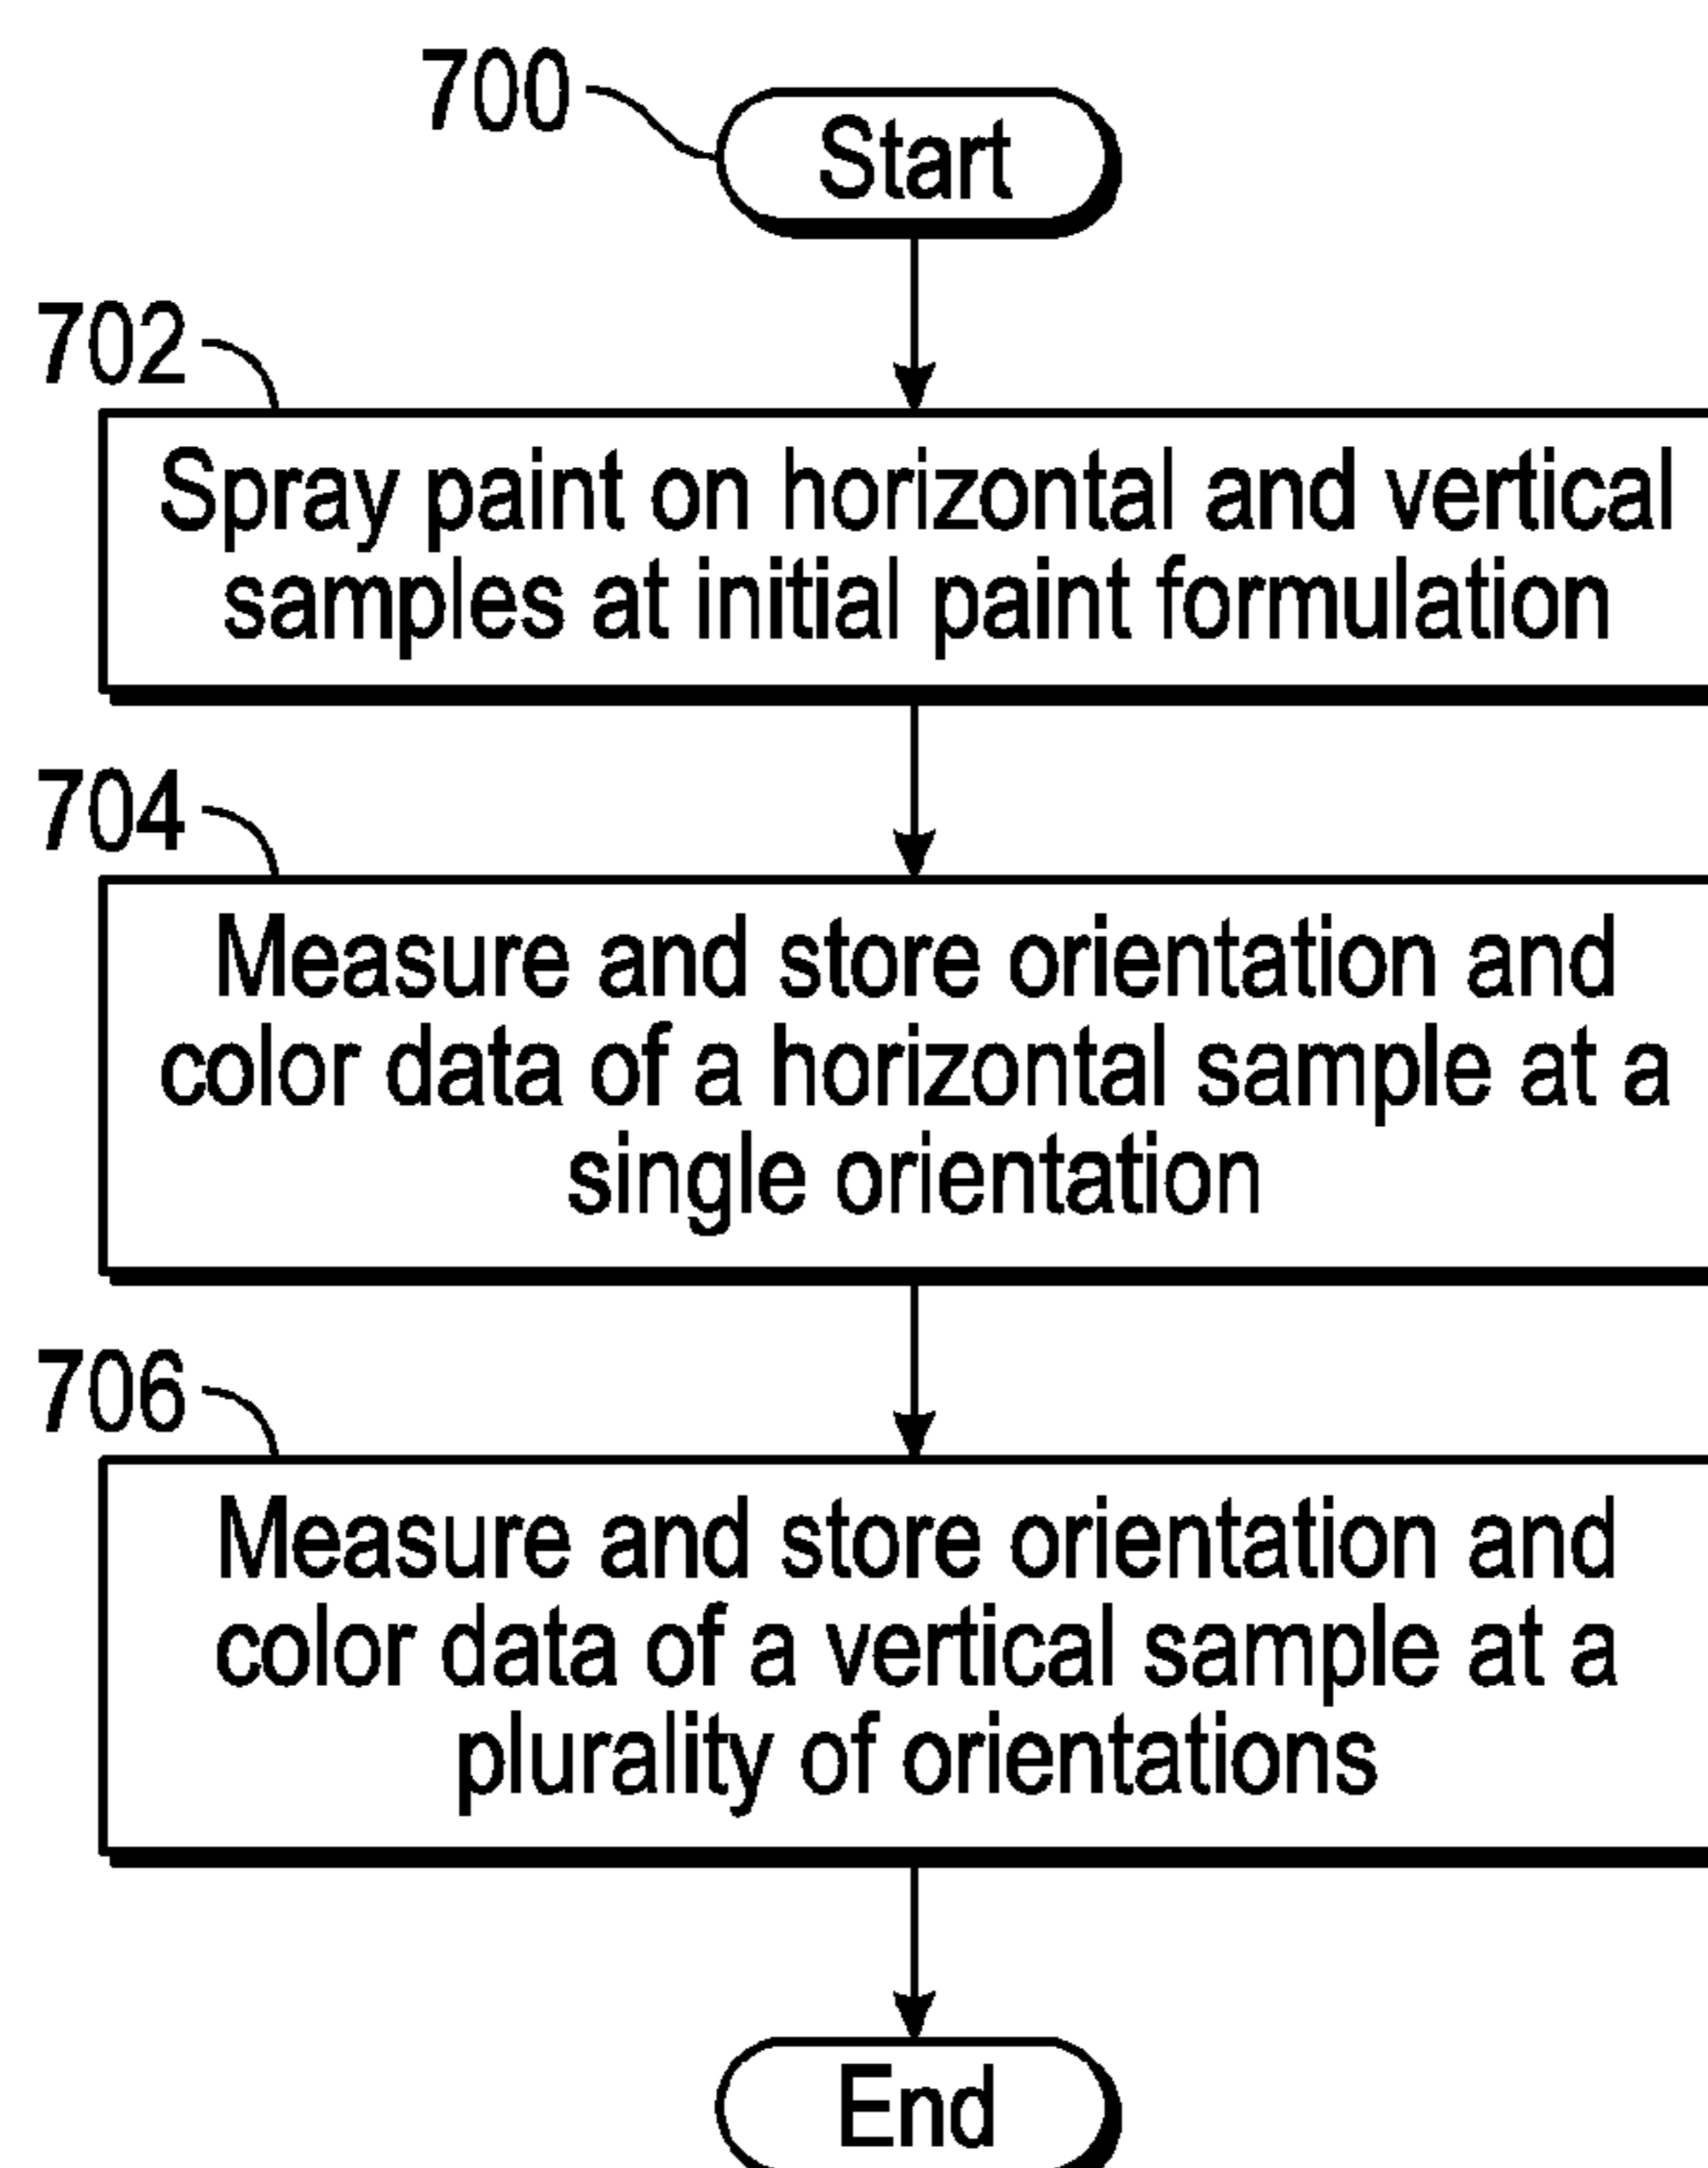 700
Start
702
Spray paint on horizontal and vertical
samples at initial paint formulation
704
Measure and store orientation and
color data of a horizontal sample at a
single orientation
706
Measure and store orientation and
color data of a vertical sample at a
plurality of orientations
End